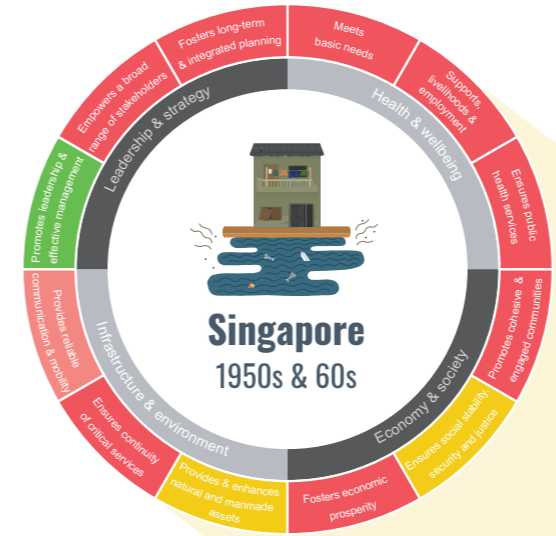 Meets
basic needs
Supports,
livelihoods &
employment
Ensures public
health services
Promotes cohesive &
engaged communities
Ensures social stability,
security and justice
Fosters economic
prosperity
Provides & enhances
natural and manmade
assets
Ensures continuity
of critical services
Provides reliable
communication & mobility
Promotes leadership &
effective management
Empowers a broad
range of stakeholders
Fosters long-term
& integrated planning
Health & wellbeing
Economy & society
Infrastructure & environment
Leadership & strategy
Singapore
1950s & 60s